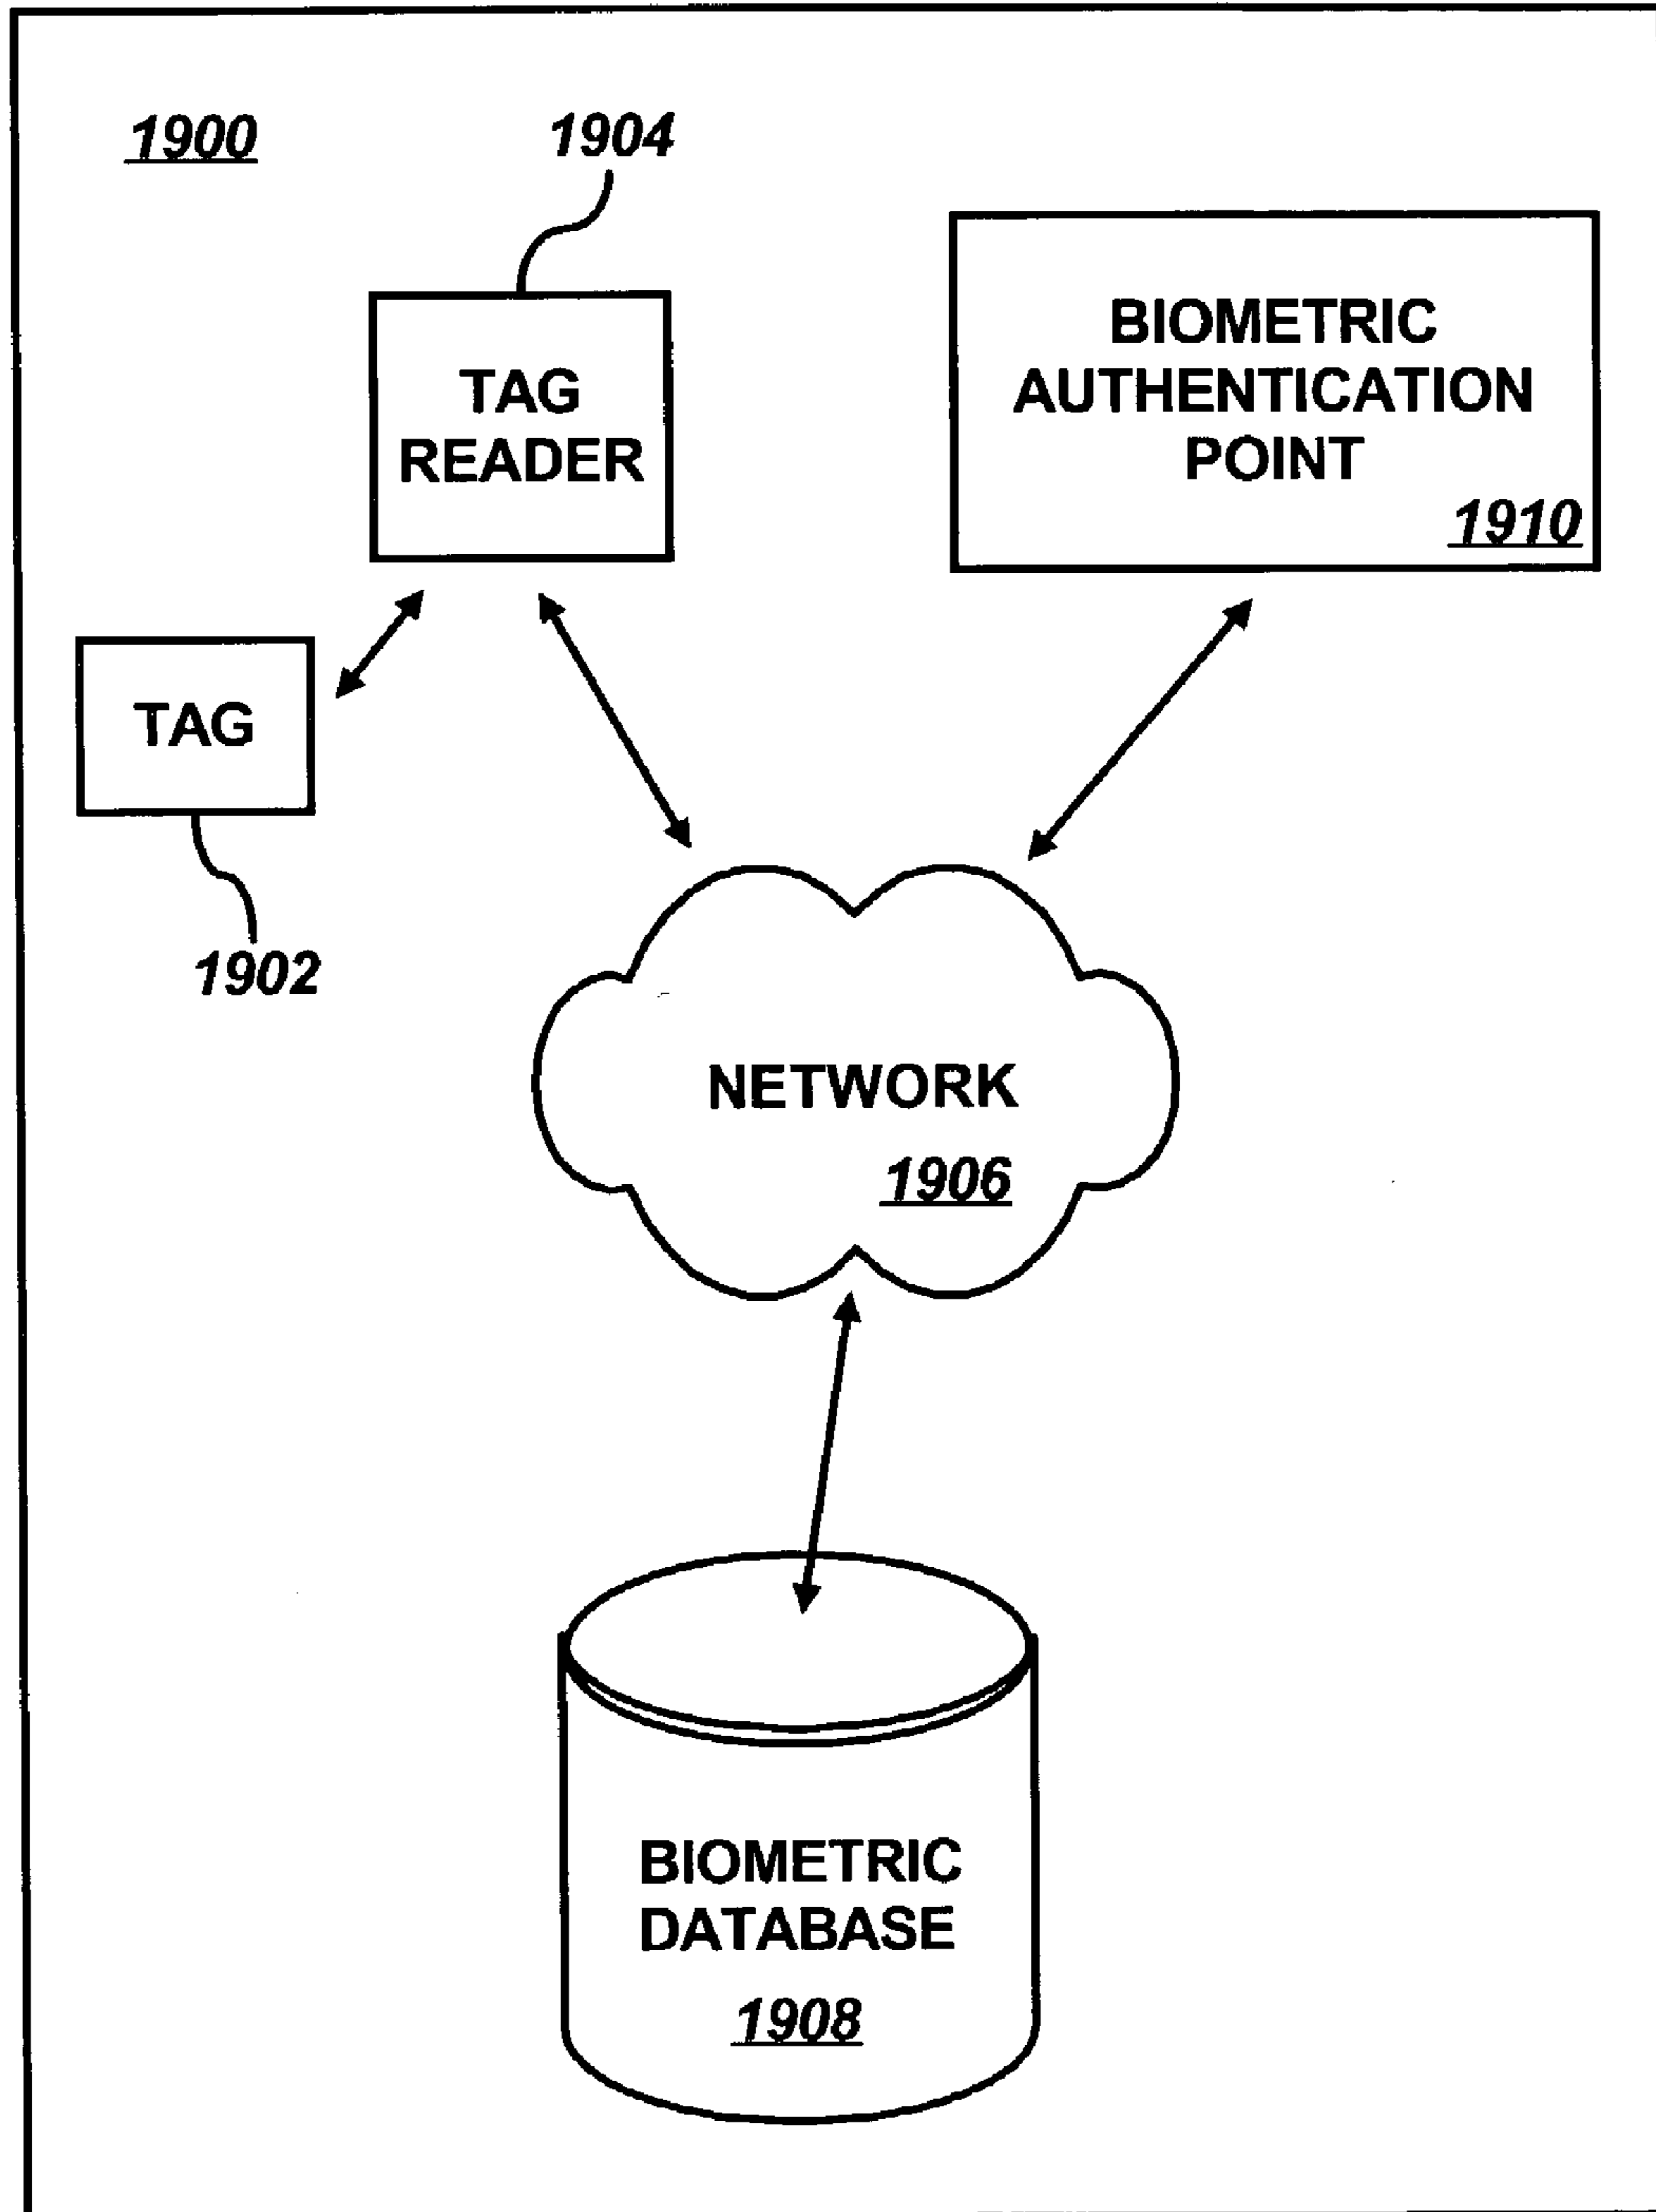 1900
1904
TAG
READER
BIOMETRIC
AUTHENTICATION
POINT
1910
TAG
1902
NETWORK
1906
BIOMETRIC
DATABASE
1908